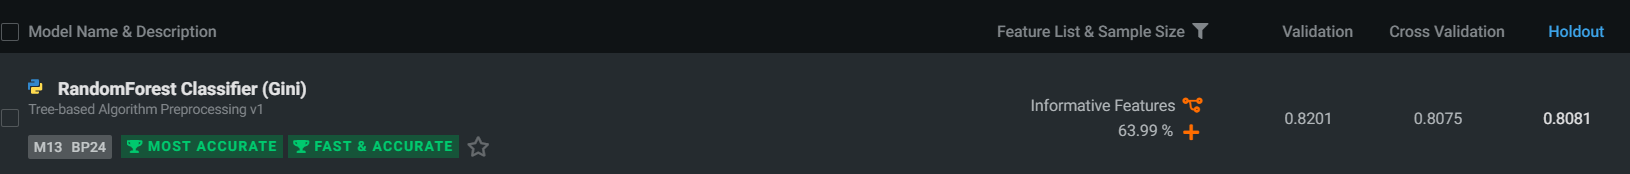 Model Name & Description Feature List & Sample Size Validation Cross Validation Holdout
RandomForest Classifier (Gini)
Tree-based Algorithm Preprocessing v1
Informative Features
63.99 %
0.8201 0.8075 0.8081
M13 BP24 MOST ACCURATE FAST & ACCURATE